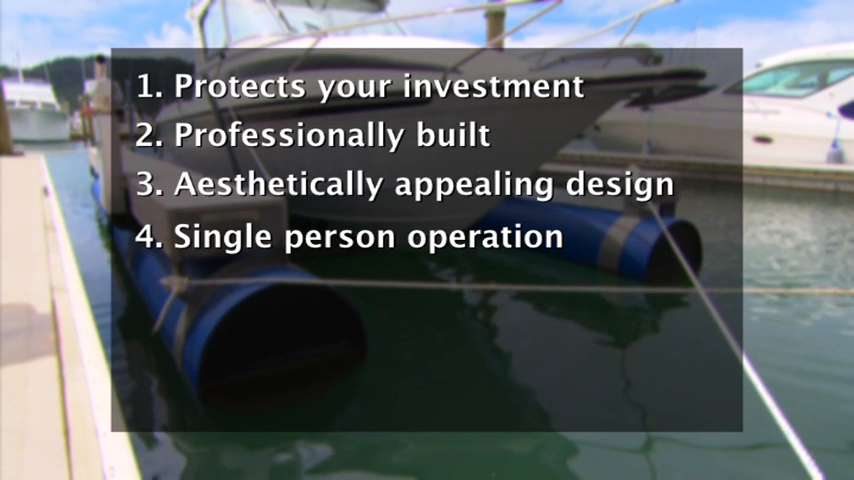 1. Protects your investment
2. Professionally built
3. Aesthetically appealing design
4. Single person operation